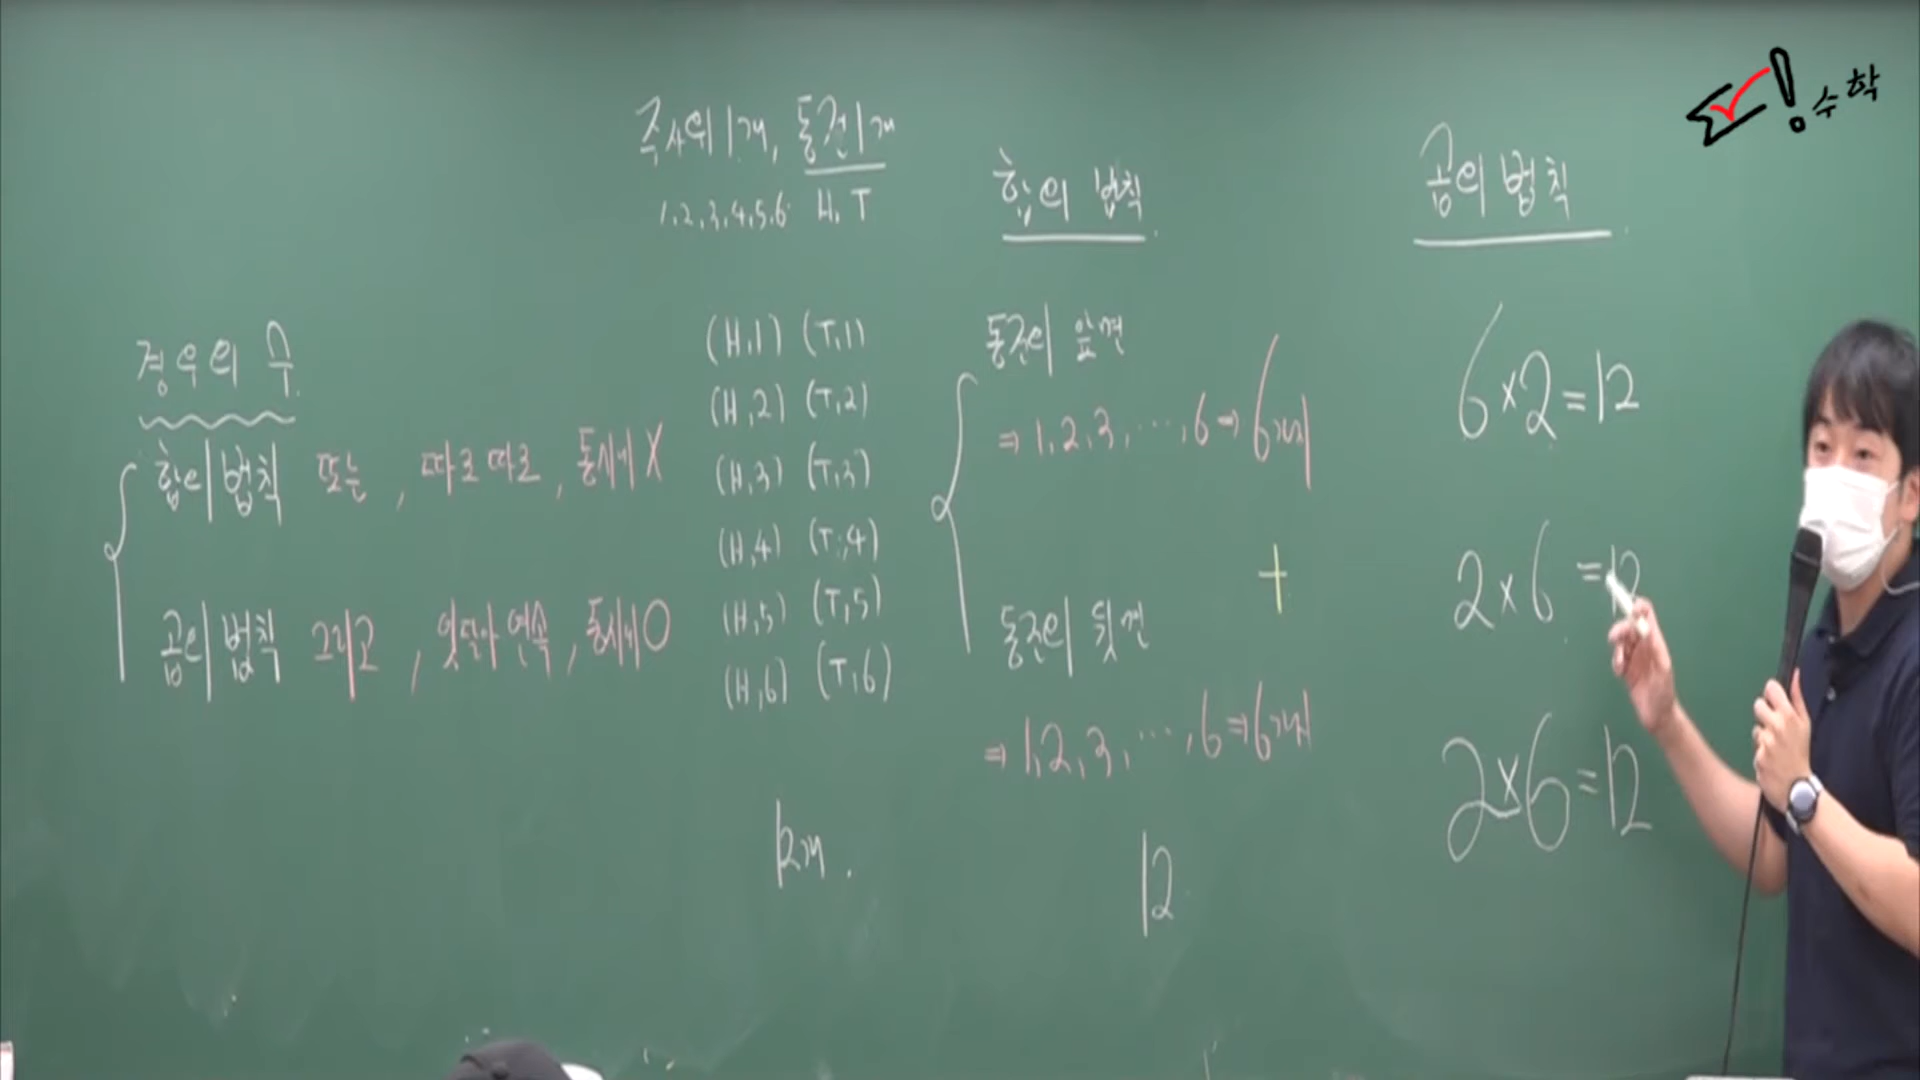 수학
주사위 1개, 동전 1개
1, 2, 3, 4, 5, 6 H, T
경우의 수
합의 법칙 또는, 따로따로, 동시에 X
곱의 법칙 그리고, 잇달아 연속, 동시에 O
(H,1) (T,1)
(H,2) (T,2)
(H,3) (T,3)
(H,4) (T,4)
(H,5) (T,5)
(H,6) (T,6)
12개.
합의 법칙
동전의 앞면
⇒ 1, 2, 3, ⋯, 6 ⇒ 6가지
+
동전의 뒷면
⇒ 1, 2, 3, ⋯, 6 ⇒ 6가지
12
곱의 법칙
6×2=12
2×6=12
2×6=12